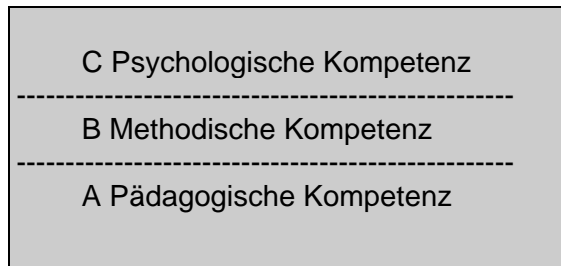 C Psychologische Kompetenz
---------------------------------------------------
B Methodische Kompetenz
---------------------------------------------------
A Pädagogische Kompetenz